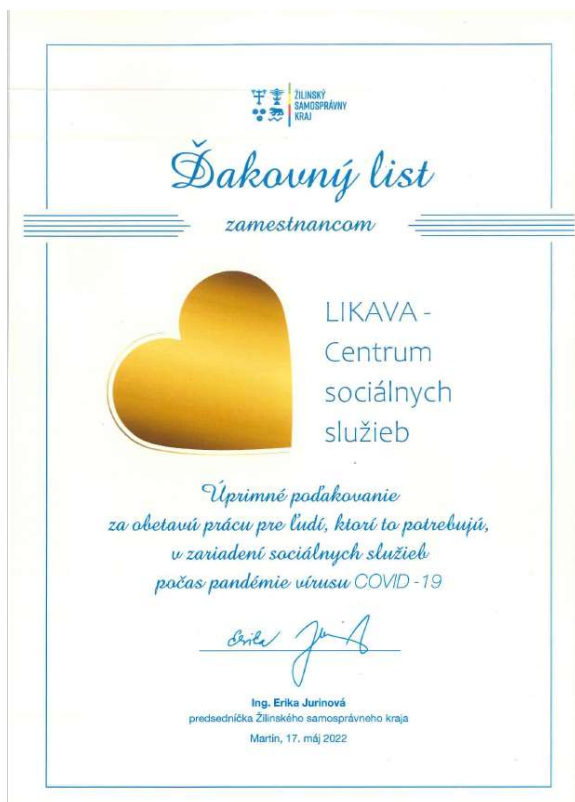 ŽILINSKÝ
SAMOSPRÁVNY
KRAJ
Ďakovný list
zamestnancom
LIKAVA -
Centrum
sociálnych
služieb
Úprimné poďakovanie
za obetavú prácu pre ľudí, ktorí to potrebujú,
v zariadení sociálnych služieb
počas pandémie vírusu COVID -19
Ing. Erika Jurinová
predsedníčka Žilinského samosprávneho kraja
Martin, 17. máj 2022